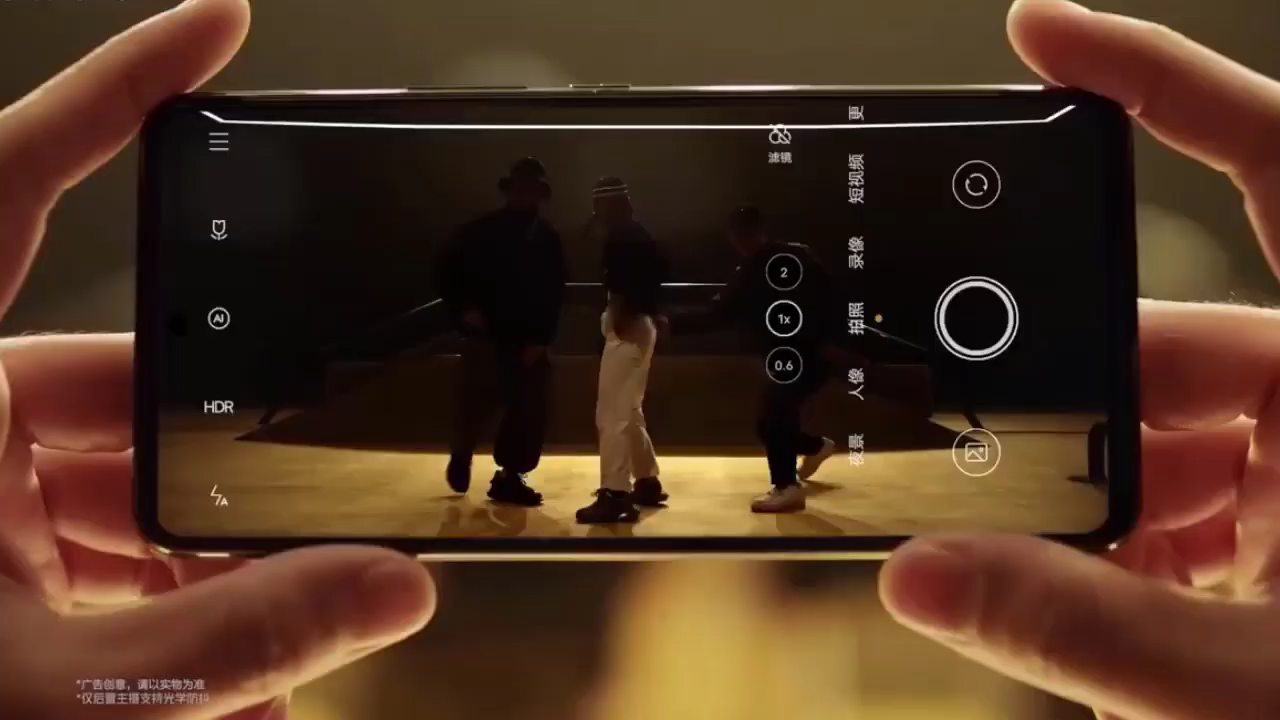 滤镜
更
短视频
录像
拍照
人像
夜景
2
1x
0.6
AI
HDR
A
*广告创意，请以实物为准
*仅后置主摄支持光学防抖